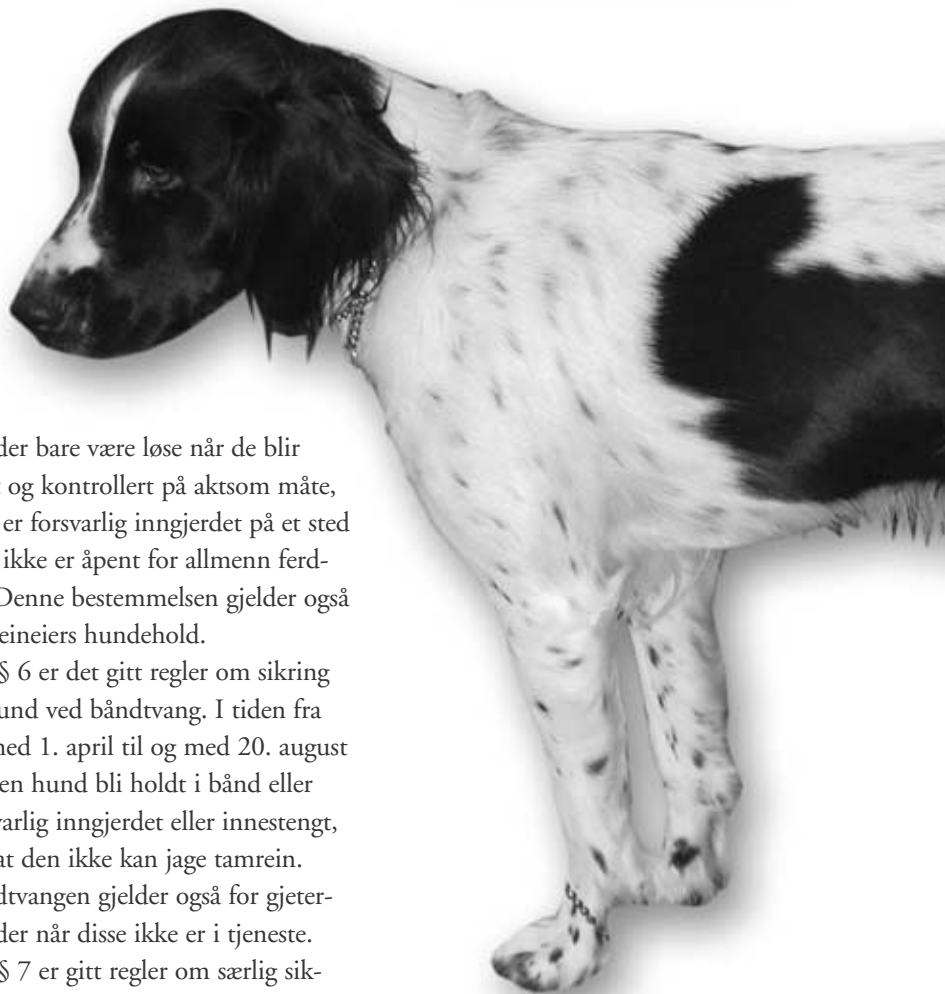 der bare være løse når de blir
og kontrollert på aktsom måte,
er forsvarlig inngjerdet på et sted
ikke er åpent for allmenn ferd-
Denne bestemmelsen gjelder også
eineiers hundehold.
§ 6 er det gitt regler om sikring
und ved båndtvang. I tiden fra
ned 1. april til og med 20. august
en hund bli holdt i bånd eller
varlig inngjerdet eller innestengt,
at den ikke kan jage tamrein.
dtvangen gjelder også for gjeter-
der når disse ikke er i tjeneste.
§ 7 er gitt regler om særlig sik-